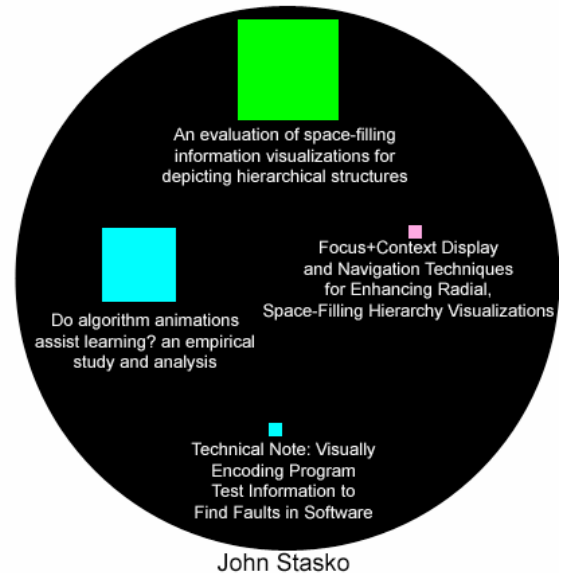 An evaluation of space-filling
information visualizations for
depicting hierarchical structures
Focus+Context Display
and Navigation Techniques
for Enhancing Radial,
Space-Filling Hierarchy Visualizations
Do algorithm animations
assist learning? an empirical
study and analysis
Technical Note: Visually
Encoding Program
Test Information to
Find Faults in Software
John Stasko